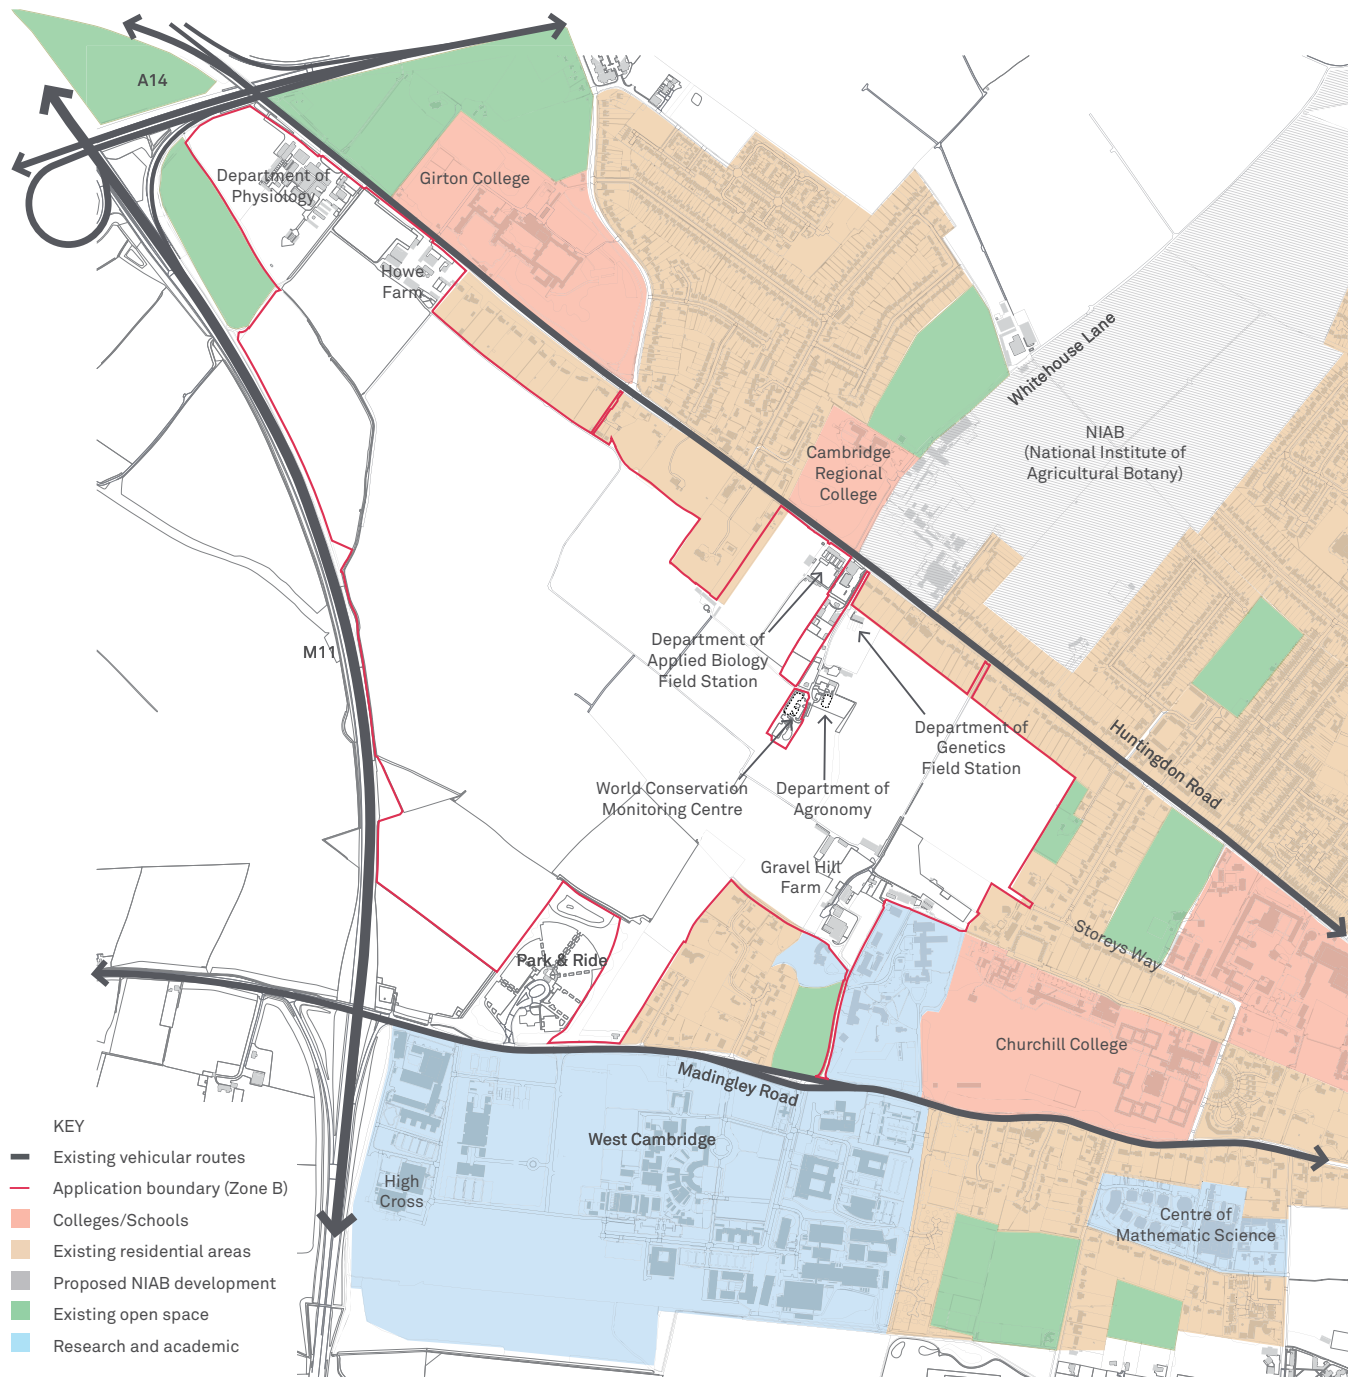 A14
Department of
Physiology
Girton College
Howe
Farm
Whitehouse Lane
NIAB
(National Institute of
Agricultural Botany)
Cambridge
Regional
College
M11
Department of
Applied Biology
Field Station
Department of
Genetics
Field Station
Huntingdon Road
World Conservation
Monitoring Centre
Department of
Agronomy
Gravel Hill
Farm
Storeys Way
Park & Ride
Churchill College
Madingley Road
West Cambridge
High
Cross
Centre of
Mathematic Science
KEY
Existing vehicular routes
Application boundary (Zone B)
Colleges/Schools
Existing residential areas
Proposed NIAB development
Existing open space
Research and academic